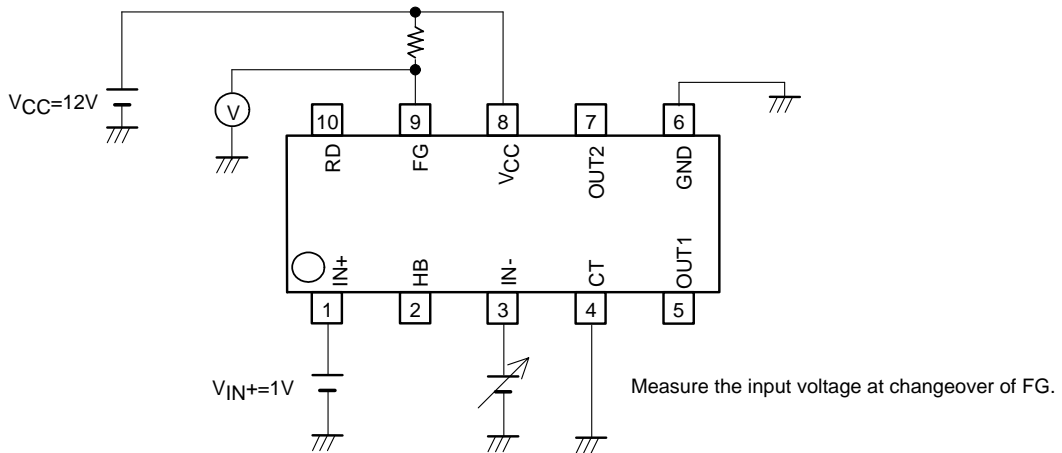 VCC=12V
V
10 9 8 7 6
RD FG VCC OUT2 GND
IN+ HB IN- CT OUT1
1 2 3 4 5
VIN+=1V
Measure the input voltage at changeover of FG.